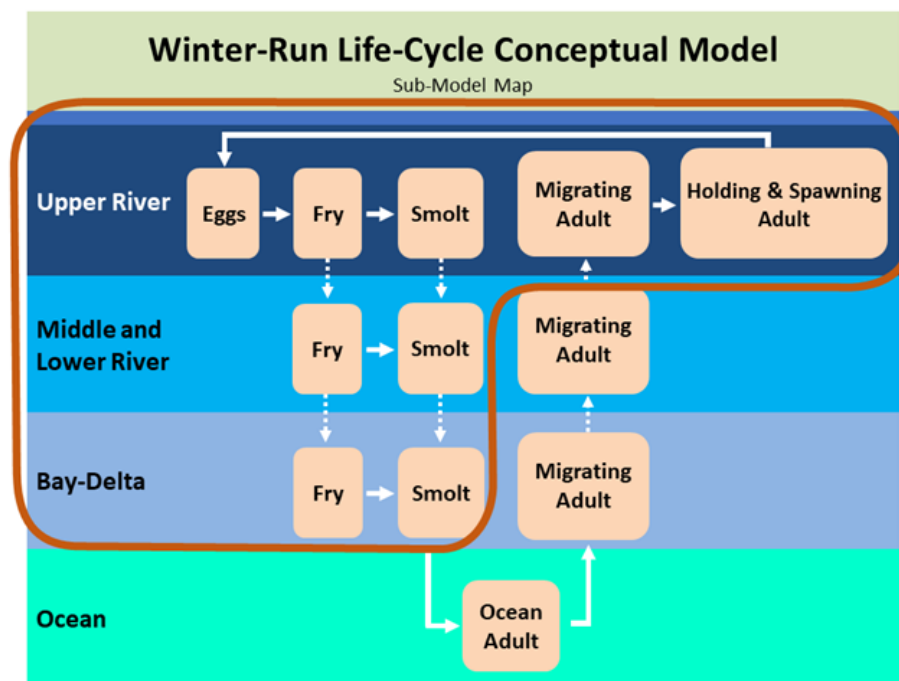 Winter-Run Life-Cycle Conceptual Model
Sub-Model Map
Upper River
Eggs
Fry
Smolt
Migrating
Adult
Holding & Spawning
Adult
Middle and
Lower River
Fry
Smolt
Migrating
Adult
Bay-Delta
Fry
Smolt
Migrating
Adult
Ocean
Ocean
Adult